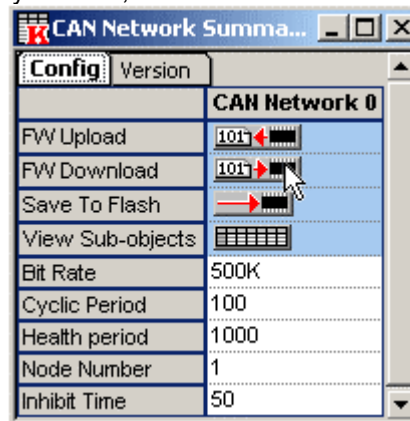 CAN Network Summa...
Config Version
CAN Network 0
FW Upload 101
FW Download 101
Save To Flash
View Sub-objects
Bit Rate 500K
Cyclic Period 100
Health period 1000
Node Number 1
Inhibit Time 50